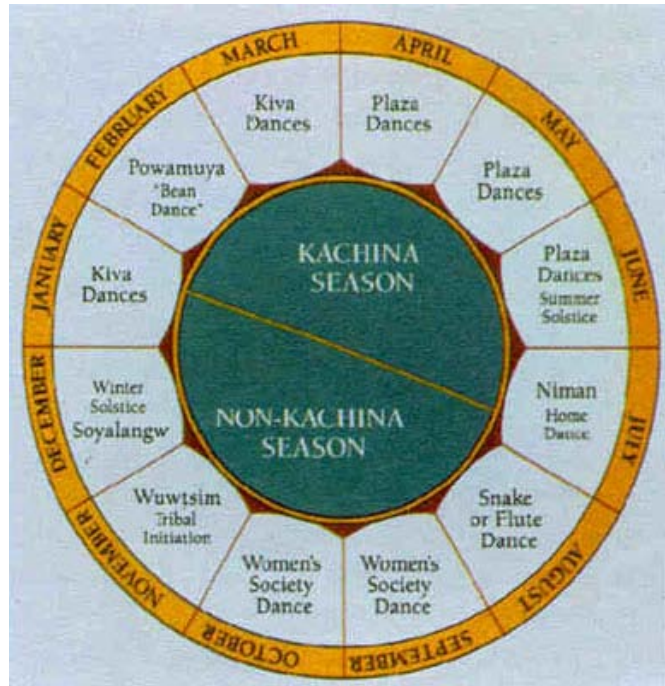 JANUARY
Kiva
Dances
FEBRUARY
Powamuya
"Bean
Dance"
MARCH
Kiva
Dances
APRIL
Plaza
Dances
MAY
Plaza
Dances
JUNE
Plaza
Dances
Summer
Solstice
JULY
Niman
Home
Dance
AUGUST
Snake
or Flute
Dance
SEPTEMBER
Women's
Society
Dance
OCTOBER
Women's
Society
Dance
NOVEMBER
Wuwtsim
Tribal
Initiation
DECEMBER
Winter
Solstice
Soyalangw
KACHINA
SEASON
NON-KACHINA
SEASON